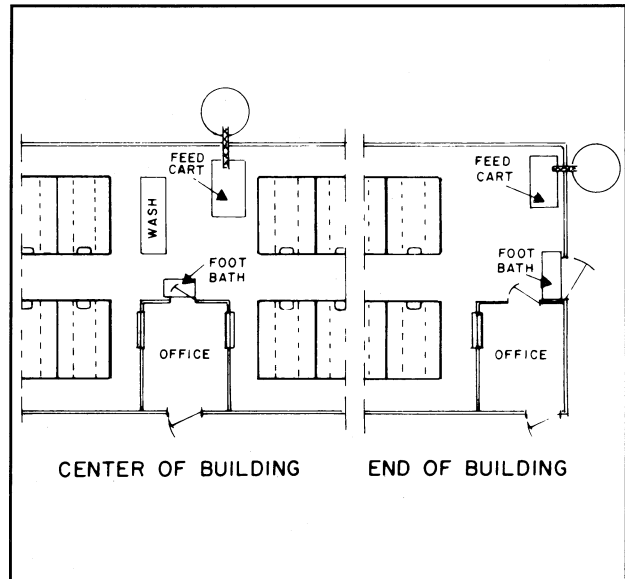 FEED
CART
WASH
FOOT
BATH
OFFICE
FEED
CART
FOOT
BATH
OFFICE
CENTER OF BUILDING
END OF BUILDING